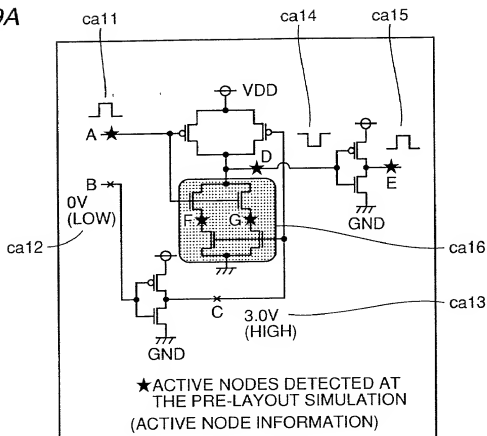 9A
ca11
ca14
ca15
VDD
A
D
B
E
0V
(LOW)
F
G
GND
ca12
ca16
C
3.0V
(HIGH)
ca13
GND
★ACTIVE NODES DETECTED AT
THE PRE-LAYOUT SIMULATION
(ACTIVE NODE INFORMATION)